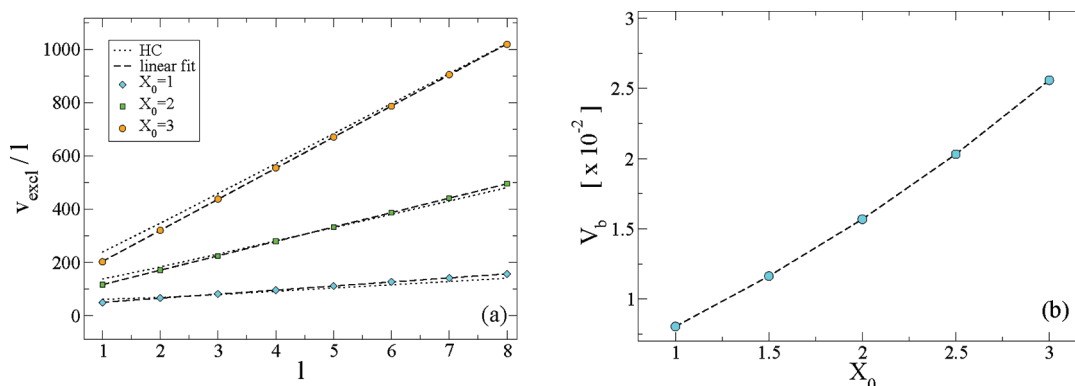 1000
800
600
400
200
0
v_excl / l
HC
linear fit
X_0=1
X_0=2
X_0=3
(a)
1 2 3 4 5 6 7 8
l
3
2.5
2
1.5
1
V_b [ x 10^-2 ]
(b)
1 1.5 2 2.5 3
X_0